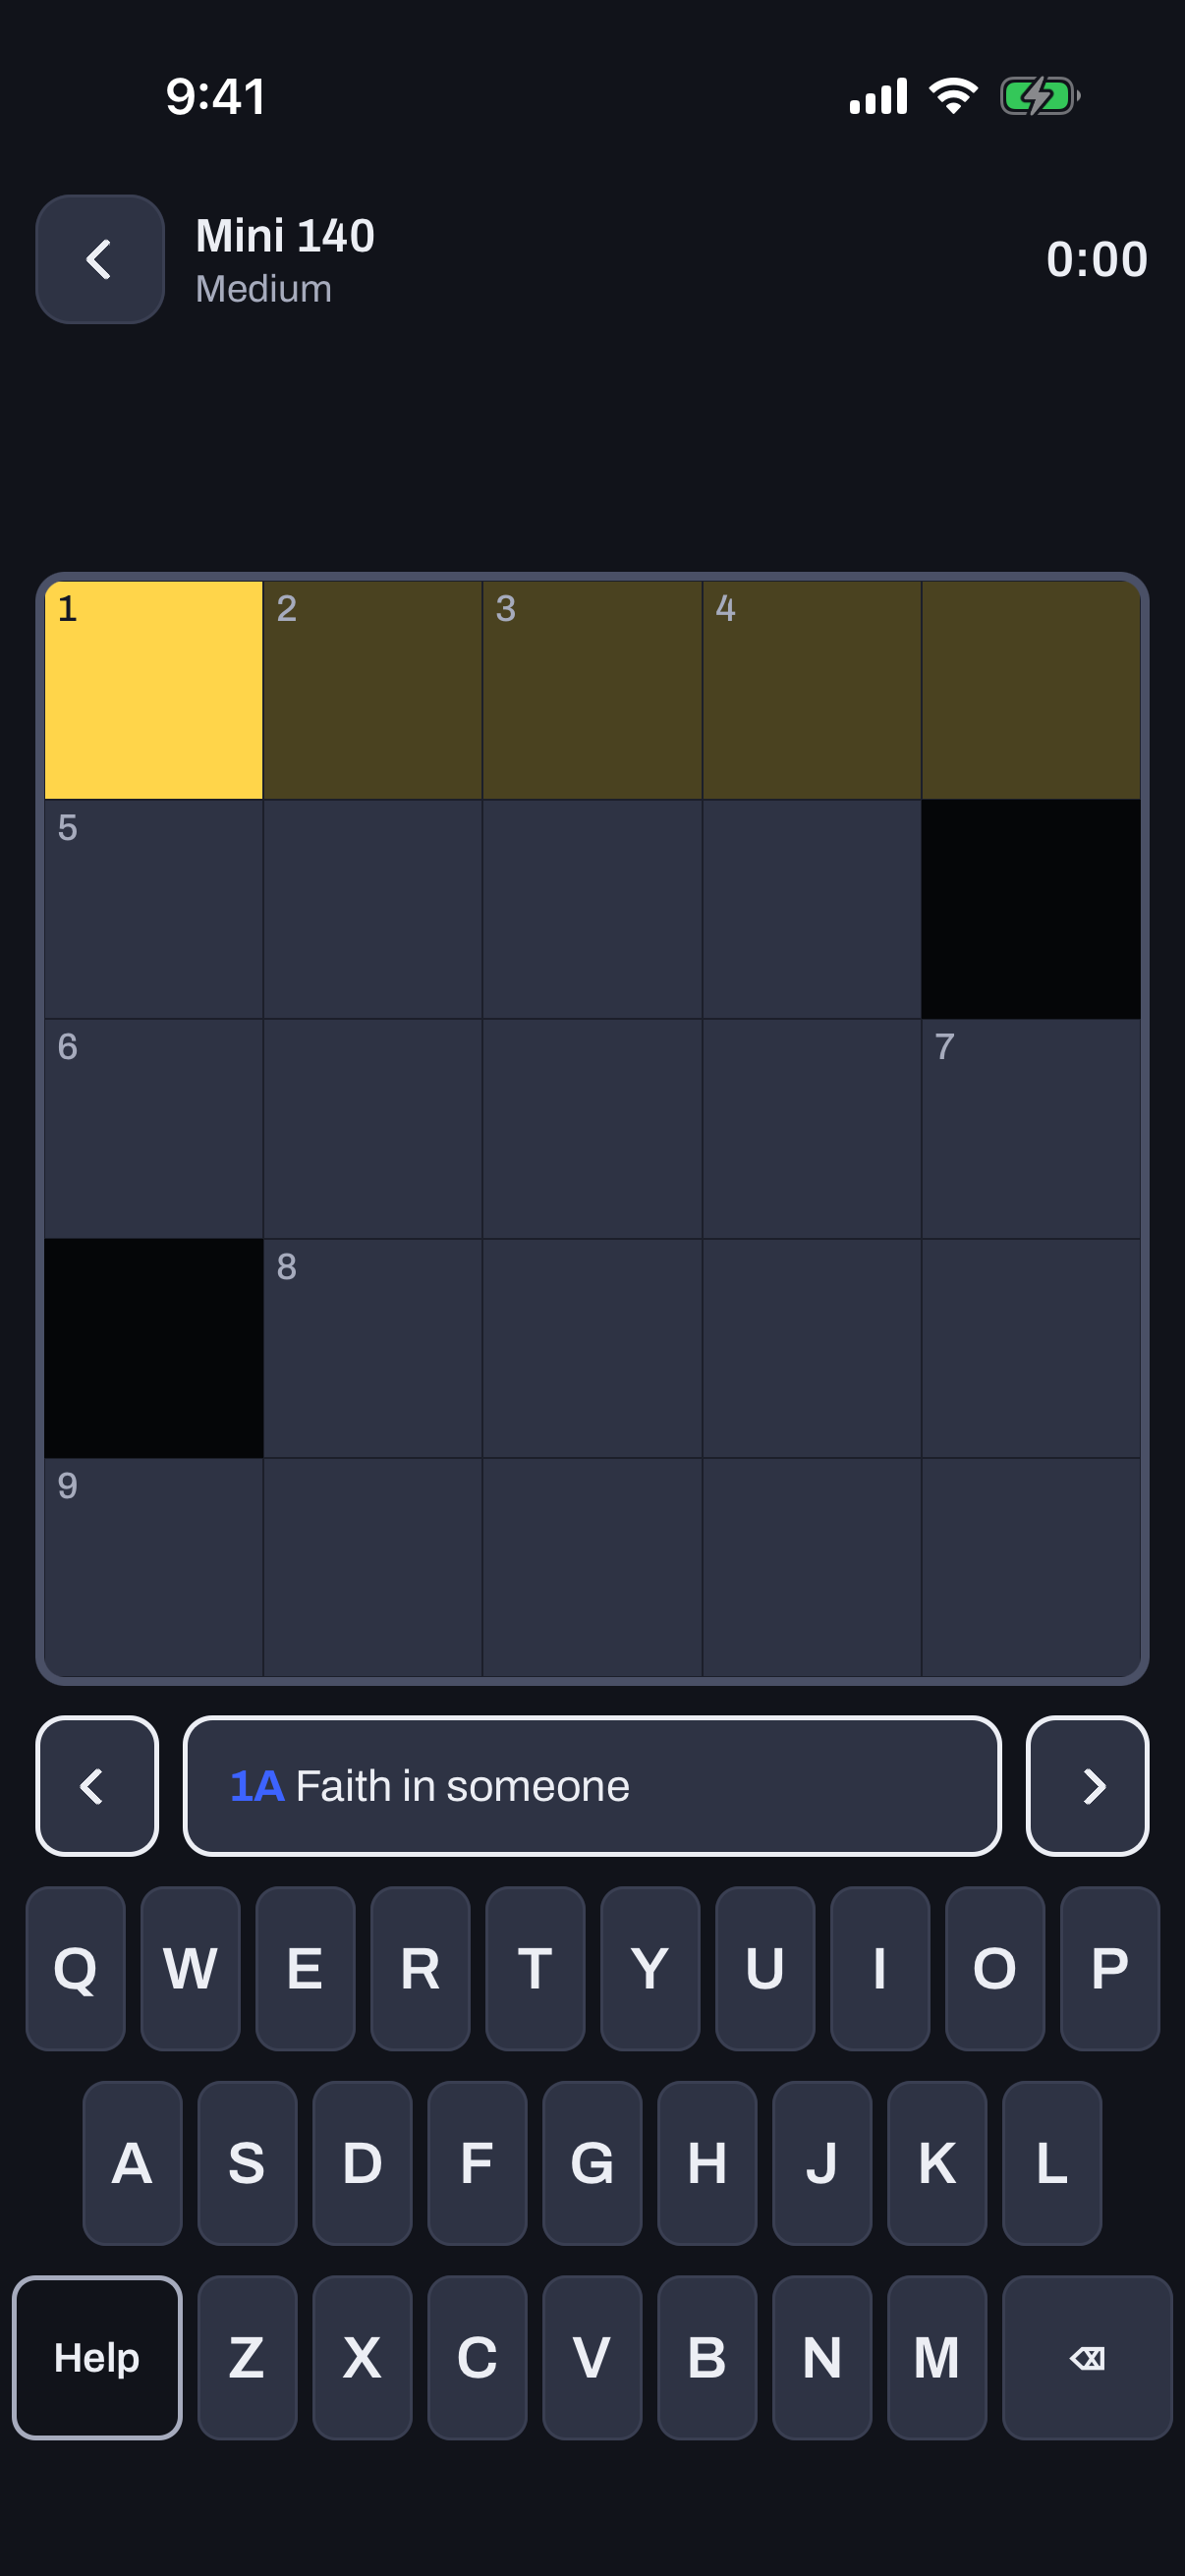 9:41
Mini 140
Medium
0:00
1 2 3 4
5
6 7
8
9
1A Faith in someone
Q W E R T Y U I O P
A S D F G H J K L
Help Z X C V B N M